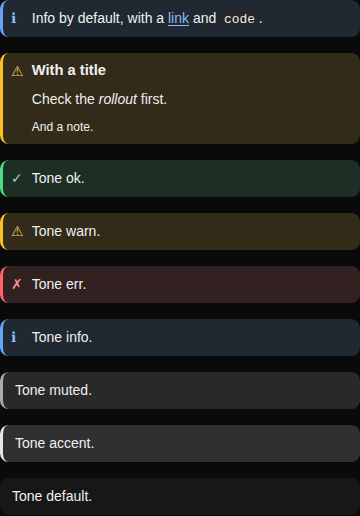 ℹ Info by default, with a link and code.
⚠ With a title
Check the rollout first.
And a note.
✓ Tone ok.
⚠ Tone warn.
✗ Tone err.
ℹ Tone info.
Tone muted.
Tone accent.
Tone default.